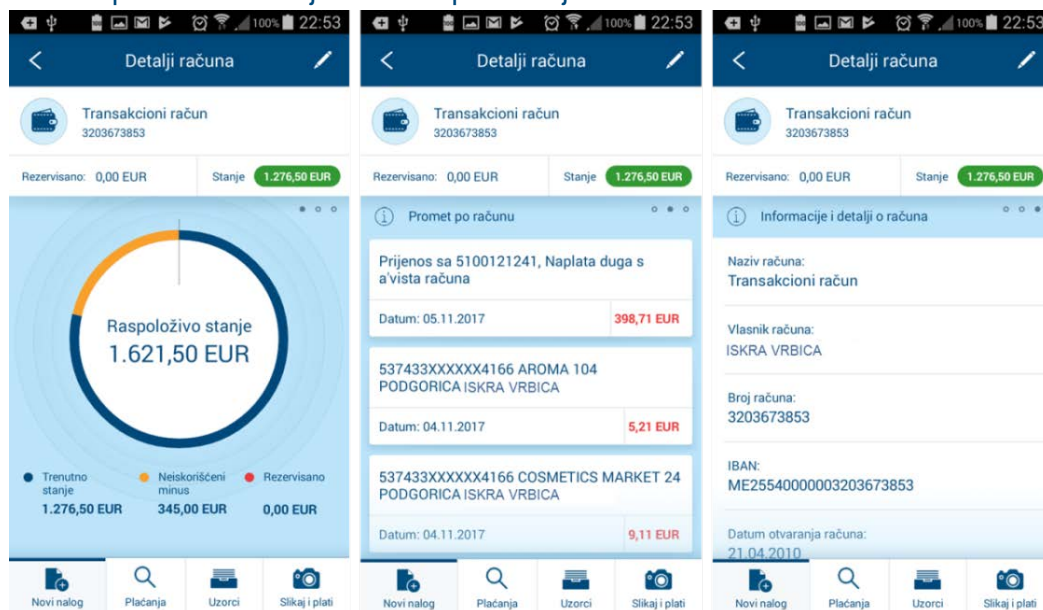 100% 22:53
Detalji računa
Transakcioni račun
3203673853
Rezervisano: 0,00 EUR
Stanje 1.276,50 EUR
Raspoloživo stanje
1.621,50 EUR
Trenutno
stanje
1.276,50 EUR
Neiskorišćeni
minus
345,00 EUR
Rezervisano
0,00 EUR
Novi nalog
Plaćanja
Uzorci
Slikaj i plati
100% 22:53
Detalji računa
Transakcioni račun
3203673853
Rezervisano: 0,00 EUR
Stanje 1.276,50 EUR
Promet po računu
Prijenos sa 5100121241, Naplata duga s
a'vista računa
Datum: 05.11.2017 398,71 EUR
537433XXXXXX4166 AROMA 104
PODGORICA ISKRA VRBICA
Datum: 04.11.2017 5,21 EUR
537433XXXXXX4166 COSMETICS MARKET 24
PODGORICA ISKRA VRBICA
Datum: 04.11.2017 9,11 EUR
Novi nalog
Plaćanja
Uzorci
Slikaj i plati
100% 22:53
Detalji računa
Transakcioni račun
3203673853
Rezervisano: 0,00 EUR
Stanje 1.276,50 EUR
Informacije i detalji o računa
Naziv računa:
Transakcioni račun
Vlasnik računa:
ISKRA VRBICA
Broj računa:
3203673853
IBAN:
ME25540000003203673853
Datum otvaranja računa:
21.04.2010
Novi nalog
Plaćanja
Uzorci
Slikaj i plati